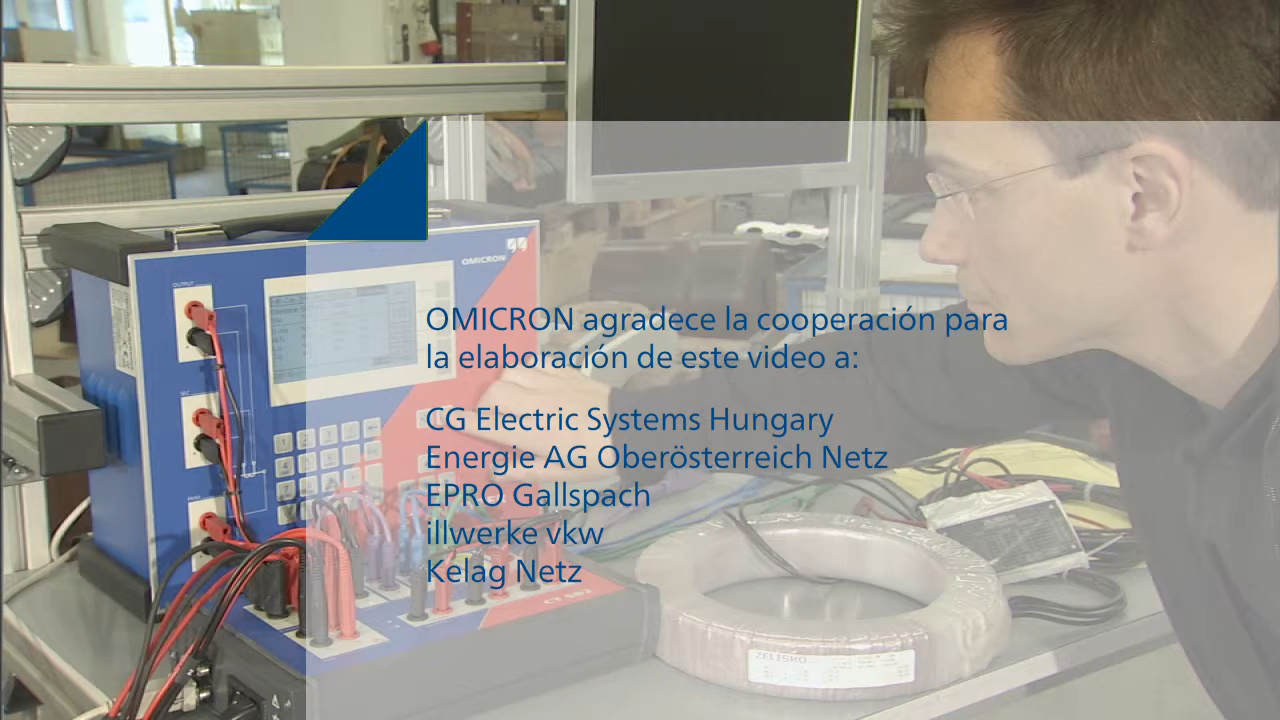 OMICRON
OUTPUT
OMICRON agradece la cooperación para
la elaboración de este video a:
CG Electric Systems Hungary
Energie AG Oberösterreich Netz
EPRO Gallspach
illwerke vkw
Kelag Netz
ZELISKO